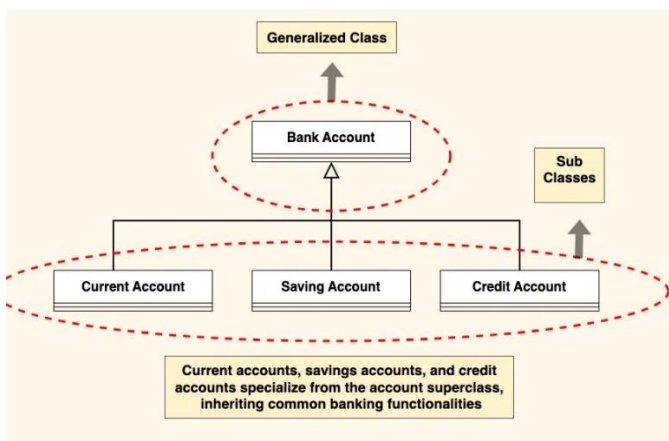 Generalized Class
Bank Account
Sub
Classes
Current Account
Saving Account
Credit Account
Current accounts, savings accounts, and credit
accounts specialize from the account superclass,
inheriting common banking functionalities